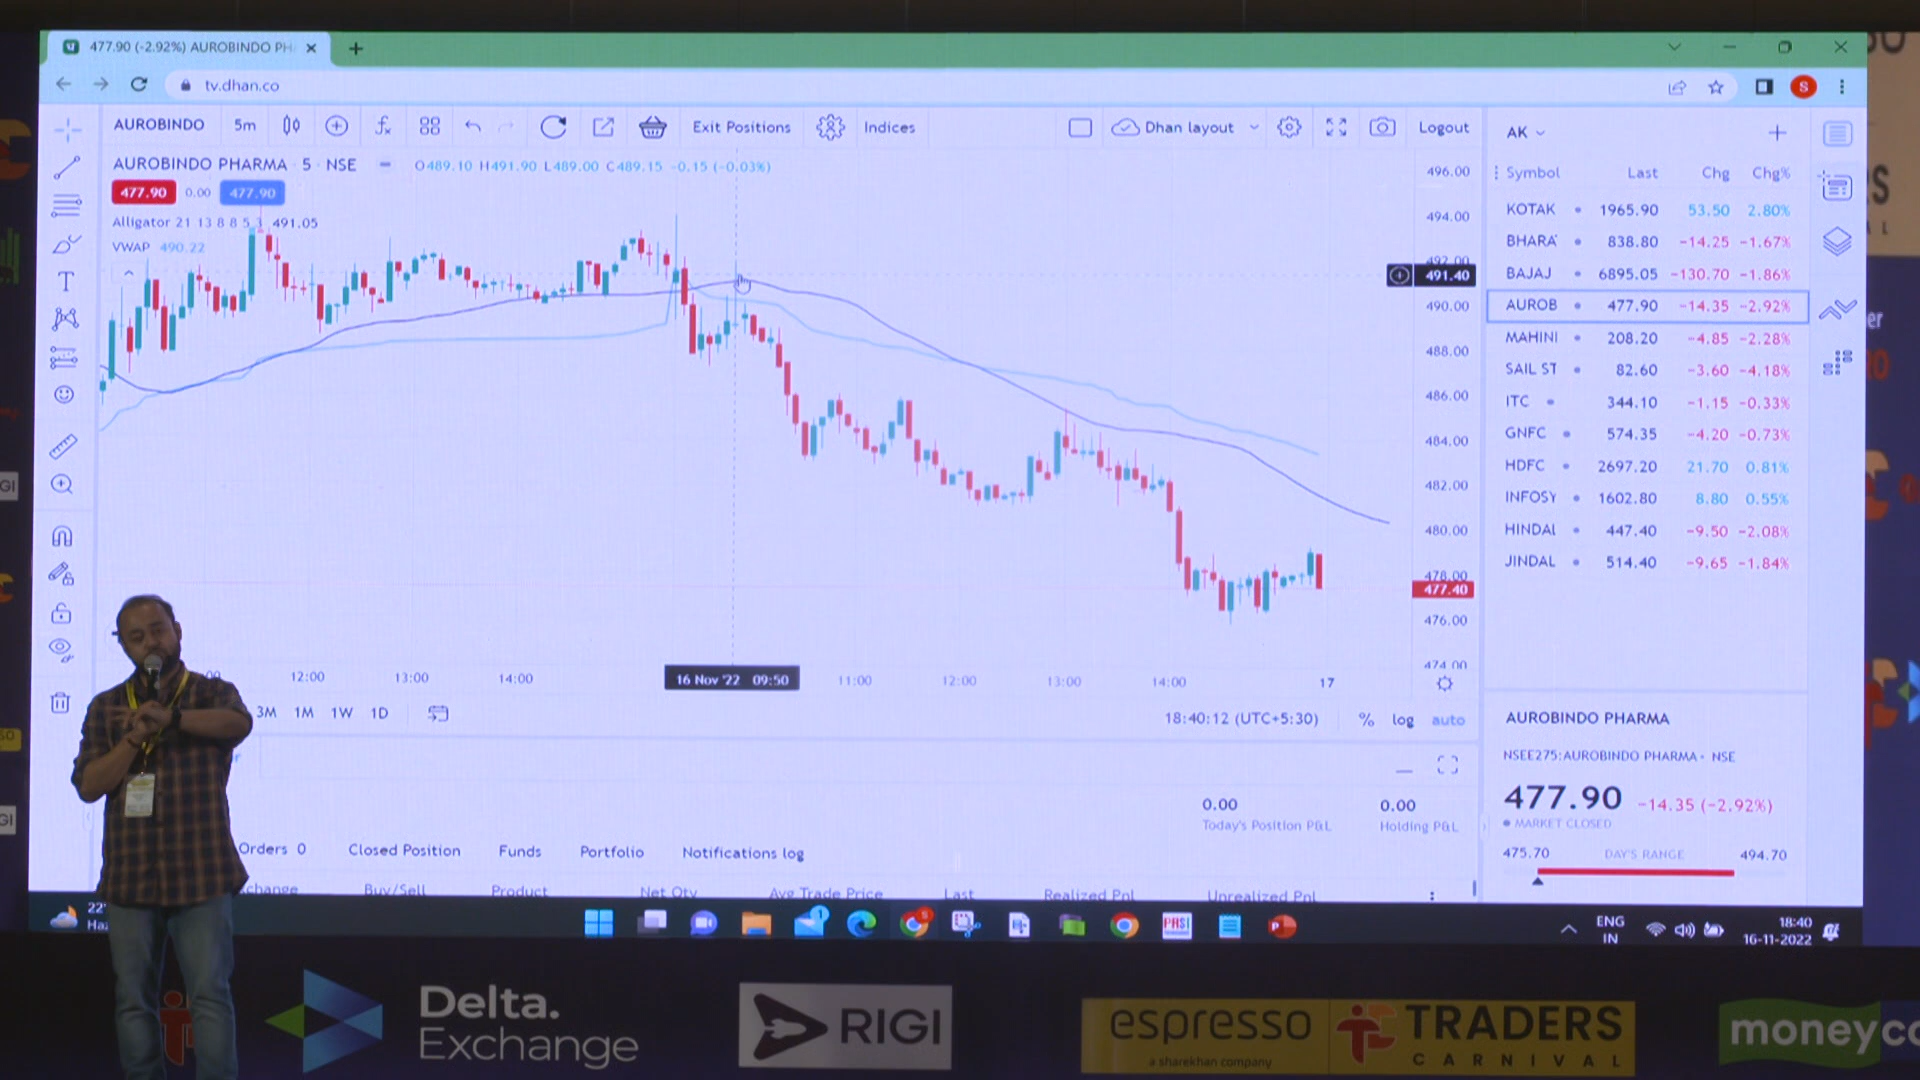 477.90 (-2.92%) AUROBINDO PH
tv.dhan.co
S
AUROBINDO 5m Exit Positions Indices Dhan layout Logout
AUROBINDO PHARMA · 5 · NSE O489.10 H491.90 L489.00 C489.15 -0.15 (-0.03%)
477.90 0.00 477.90
Alligator 21 13 8 8 5 3 491.05
VWAP 490.22
496.00
494.00
492.00
491.40
490.00
488.00
486.00
484.00
482.00
480.00
478.00
477.40
476.00
474.00
12:00 13:00 14:00 16 Nov '22 09:50 11:00 12:00 13:00 14:00 17
3M 1M 1W 1D 18:40:12 (UTC+5:30) % log auto
0.00 0.00
Today's Position P&L Holding P&L
Orders 0 Closed Position Funds Portfolio Notifications log
change Buy/Sell Product Net Qty Avg Trade Price Last Realized Pnl Unrealized Pnl
AK
Symbol Last Chg Chg%
KOTAK 1965.90 53.50 2.80%
BHARA 838.80 -14.25 -1.67%
BAJAJ 6895.05 -130.70 -1.86%
AUROB 477.90 -14.35 -2.92%
MAHINI 208.20 -4.85 -2.28%
SAIL ST 82.60 -3.60 -4.18%
ITC 344.10 -1.15 -0.33%
GNFC 574.35 -4.20 -0.73%
HDFC 2697.20 21.70 0.81%
INFOSY 1602.80 8.80 0.55%
HINDAL 447.40 -9.50 -2.08%
JINDAL 514.40 -9.65 -1.84%
AUROBINDO PHARMA
NSEE275:AUROBINDO PHARMA · NSE
477.90 -14.35 (-2.92%)
MARKET CLOSED
475.70 DAY'S RANGE 494.70
22°
Ha
ENG
IN
18:40
16-11-2022
Delta.
Exchange
RIGI
espresso
a sharekhan company
TRADERS
CARNIVAL
moneyco